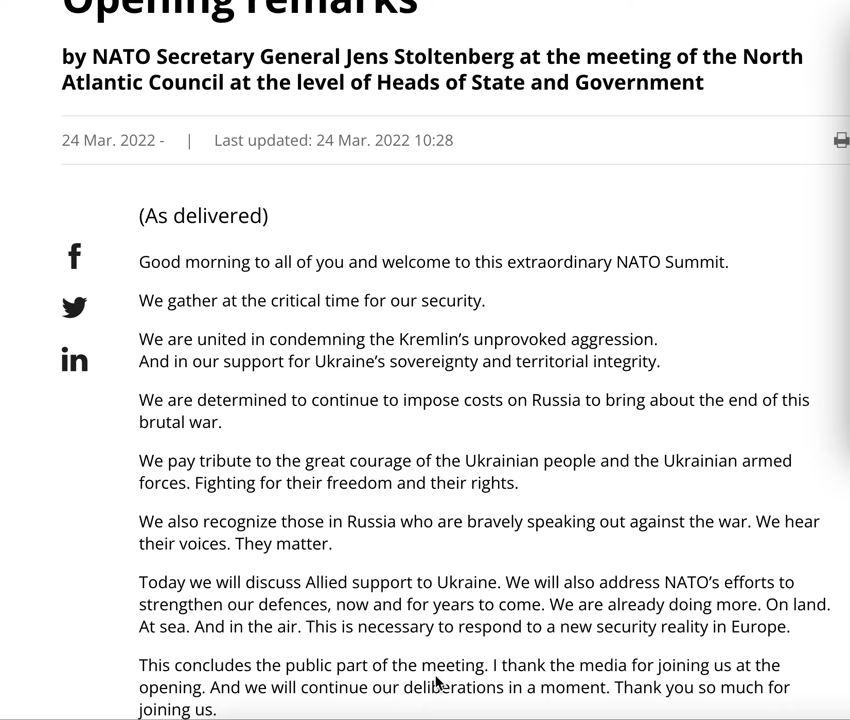 Opening remarks
by NATO Secretary General Jens Stoltenberg at the meeting of the North
Atlantic Council at the level of Heads of State and Government
24 Mar. 2022 - | Last updated: 24 Mar. 2022 10:28
(As delivered)
Good morning to all of you and welcome to this extraordinary NATO Summit.
We gather at the critical time for our security.
We are united in condemning the Kremlin’s unprovoked aggression.
And in our support for Ukraine’s sovereignty and territorial integrity.
We are determined to continue to impose costs on Russia to bring about the end of this
brutal war.
We pay tribute to the great courage of the Ukrainian people and the Ukrainian armed
forces. Fighting for their freedom and their rights.
We also recognize those in Russia who are bravely speaking out against the war. We hear
their voices. They matter.
Today we will discuss Allied support to Ukraine. We will also address NATO’s efforts to
strengthen our defences, now and for years to come. We are already doing more. On land.
At sea. And in the air. This is necessary to respond to a new security reality in Europe.
This concludes the public part of the meeting. I thank the media for joining us at the
opening. And we will continue our deliberations in a moment. Thank you so much for
joining us.